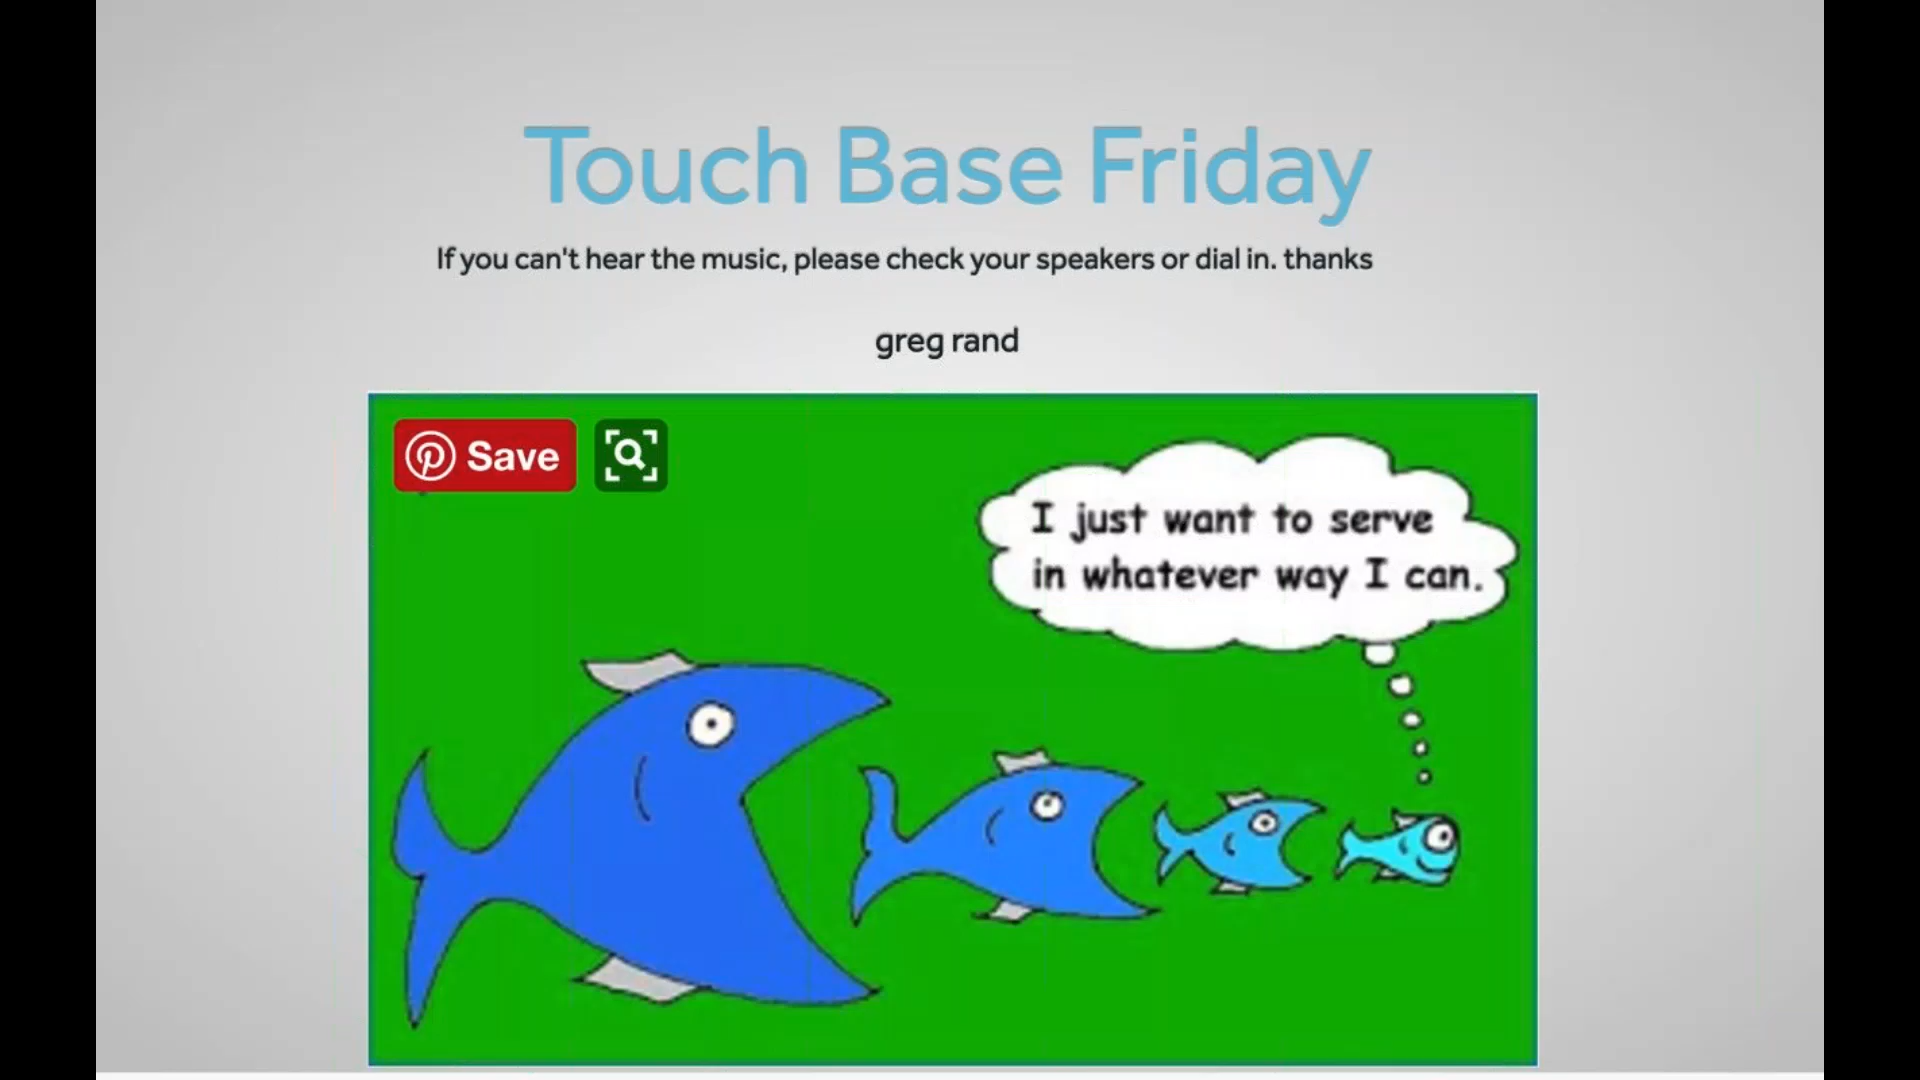 Touch Base Friday
If you can't hear the music, please check your speakers or dial in. thanks
greg rand
Save
I just want to serve
in whatever way I can.